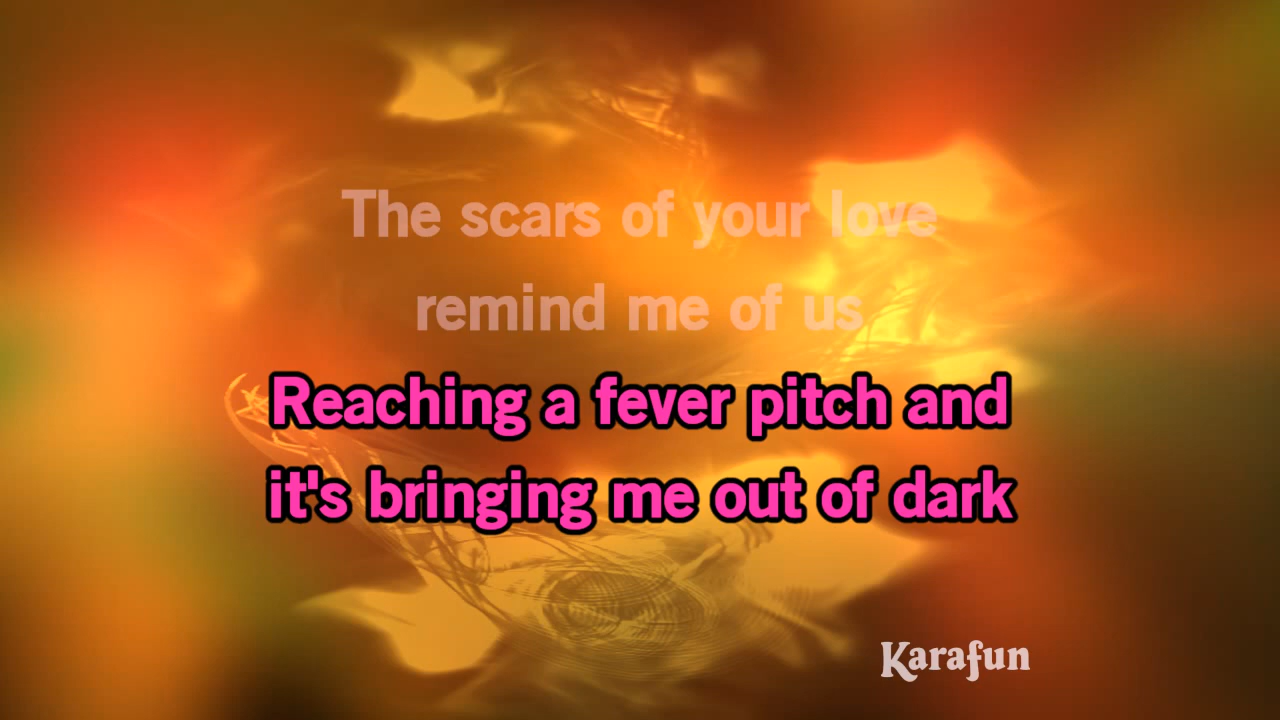 The scars of your love
remind me of us
Reaching a fever pitch and
it's bringing me out of dark
Karafun